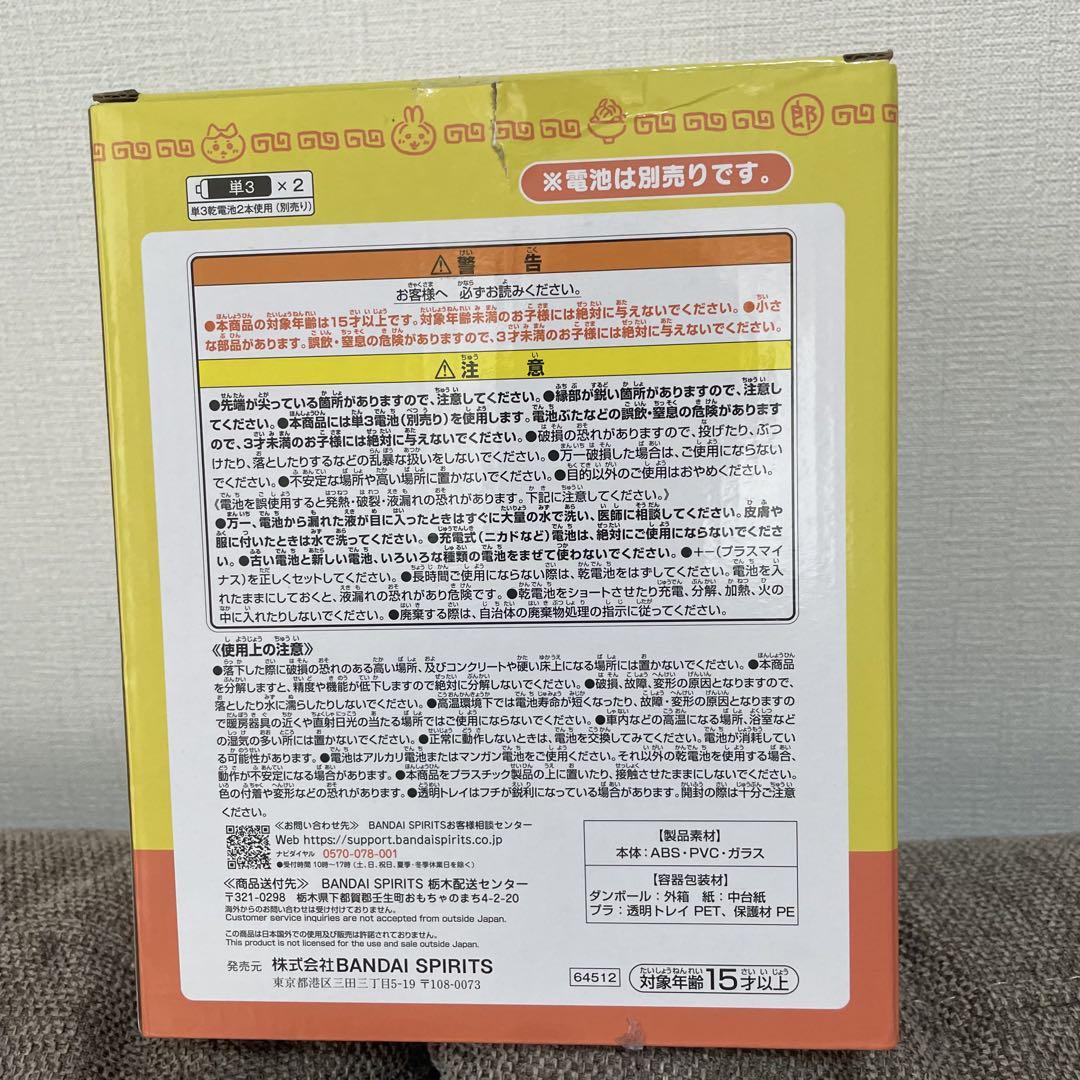 郎
※電池は別売りです。
単3 ×2
単3乾電池2本使用(別売り)
⚠警告
お客様へ 必ずお読みください。
●本商品の対象年齢は15才以上です。対象年齢未満のお子様には絶対に与えないでください。●小さ
な部品があります。誤飲・窒息の危険がありますので、3才未満のお子様には絶対に与えないでください。
⚠注意
●先端が尖っている箇所がありますので、注意してください。●縁部が鋭い箇所がありますので、注意し
てください。●本商品には単3電池(別売り)を使用します。電池ぶたなどの誤飲・窒息の危険があります
ので、3才未満のお子様には絶対に与えないでください。●破損の恐れがありますので、投げたり、ぶつ
けたり、落としたりするなどの乱暴な扱いをしないでください。●万一破損した場合は、ご使用にならない
でください。●不安定な場所や高い場所に置かないでください。●目的以外のご使用はおやめください。
《電池を誤使用すると発熱・破裂・液漏れの恐れがあります。下記に注意してください。》
●万一、電池から漏れた液が目に入ったときはすぐに大量の水で洗い、医師に相談してください。皮膚や
服に付いたときは水で洗ってください。●充電式(ニカドなど)電池は、絶対にご使用にならないでくださ
い。●古い電池と新しい電池、いろいろな種類の電池をまぜて使わないでください。●+−(プラスマイ
ナス)を正しくセットしてください。●長時間ご使用にならない際は、乾電池をはずしてください。電池を入
れたままにしておくと、液漏れの恐れがあり危険です。●乾電池をショートさせたり充電、分解、加熱、火の
中に入れたりしないでください。●廃棄する際は、自治体の廃棄物処理の指示に従ってください。
《使用上の注意》
●落下した際に破損の恐れのある高い場所、及びコンクリートや硬い床上になる場所には置かないでください。●本商品
を分解しますと、精度や機能が低下しますので絶対に分解しないでください。●破損、故障、変形の原因となりますので、
落としたり水に濡らしたりしないでください。●高温環境下では電池寿命が短くなったり、故障・変形の原因となりますの
で暖房器具の近くや直射日光の当たる場所ではご使用にならないでください。●車内などの高温になる場所、浴室など
の湿気の多い所には置かないでください。●正常に動作しないときは、電池を交換してみてください。電池が消耗してい
る可能性があります。●電池はアルカリ電池またはマンガン電池をご使用ください。それ以外の乾電池を使用する場合、
動作が不安定になる場合があります。●本商品をプラスチック製品の上に置いたり、接触させたままにしないでください。
色の付着や変形などの恐れがあります。●透明トレイはフチが鋭利になっている場合があります。開封の際は十分ご注意
ください。
≪お問い合わせ先≫ BANDAI SPIRITSお客様相談センター
Web https://support.bandaispirits.co.jp
ナビダイヤル 0570-078-001
●受付時間 10時〜17時(土、日、祝日、夏季・冬季休業日を除く)
≪商品送付先≫ BANDAI SPIRITS 栃木配送センター
〒321-0298 栃木県下都賀郡壬生町おもちゃのまち4-2-20
海外からのお問い合わせは受け付けておりません。
Customer service inquiries are not accepted from outside Japan.
この商品は日本国外での使用及び販売は許諾されておりません。
This product is not licensed for the use and sale outside Japan.
発売元 株式会社BANDAI SPIRITS
東京都港区三田三丁目5-19 〒108-0073
【製品素材】
本体:ABS・PVC・ガラス
【容器包装材】
ダンボール:外箱 紙:中台紙
プラ:透明トレイ PET、保護材 PE
64512
対象年齢15才以上